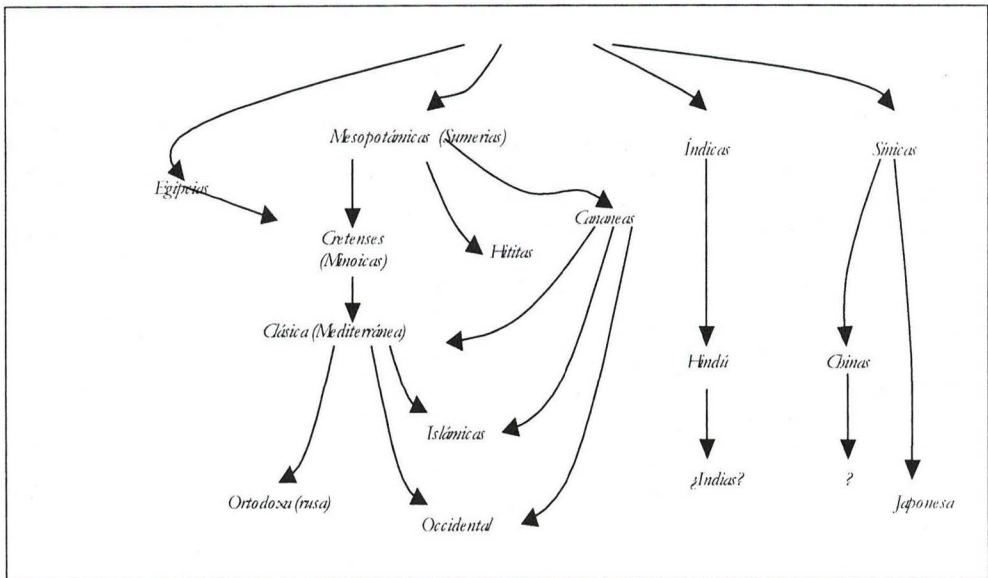 Mesopotámicas (Sumerias)
Índicas
Sínicas
Egipcias
Cananeas
Cretenses
(Minoicas)
Hititas
Clásica (Mediterránea)
Hindú
Chinas
Islámicas
¿Indias?
?
Ortodoxa (rusa)
Japonesa
Occidental